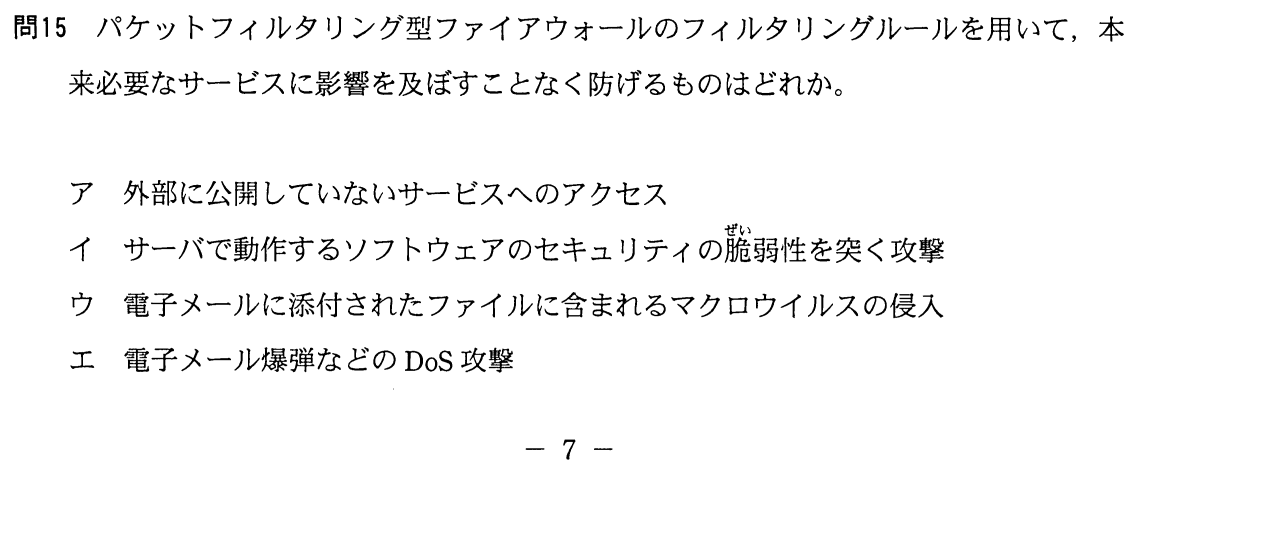 問15 パケットフィルタリング型ファイアウォールのフィルタリングルールを用いて，本
来必要なサービスに影響を及ぼすことなく防げるものはどれか。
ア 外部に公開していないサービスへのアクセス
イ サーバで動作するソフトウェアのセキュリティの脆弱性を突く攻撃
ぜい
ウ 電子メールに添付されたファイルに含まれるマクロウイルスの侵入
エ 電子メール爆弾などの DoS 攻撃
－ 7 －